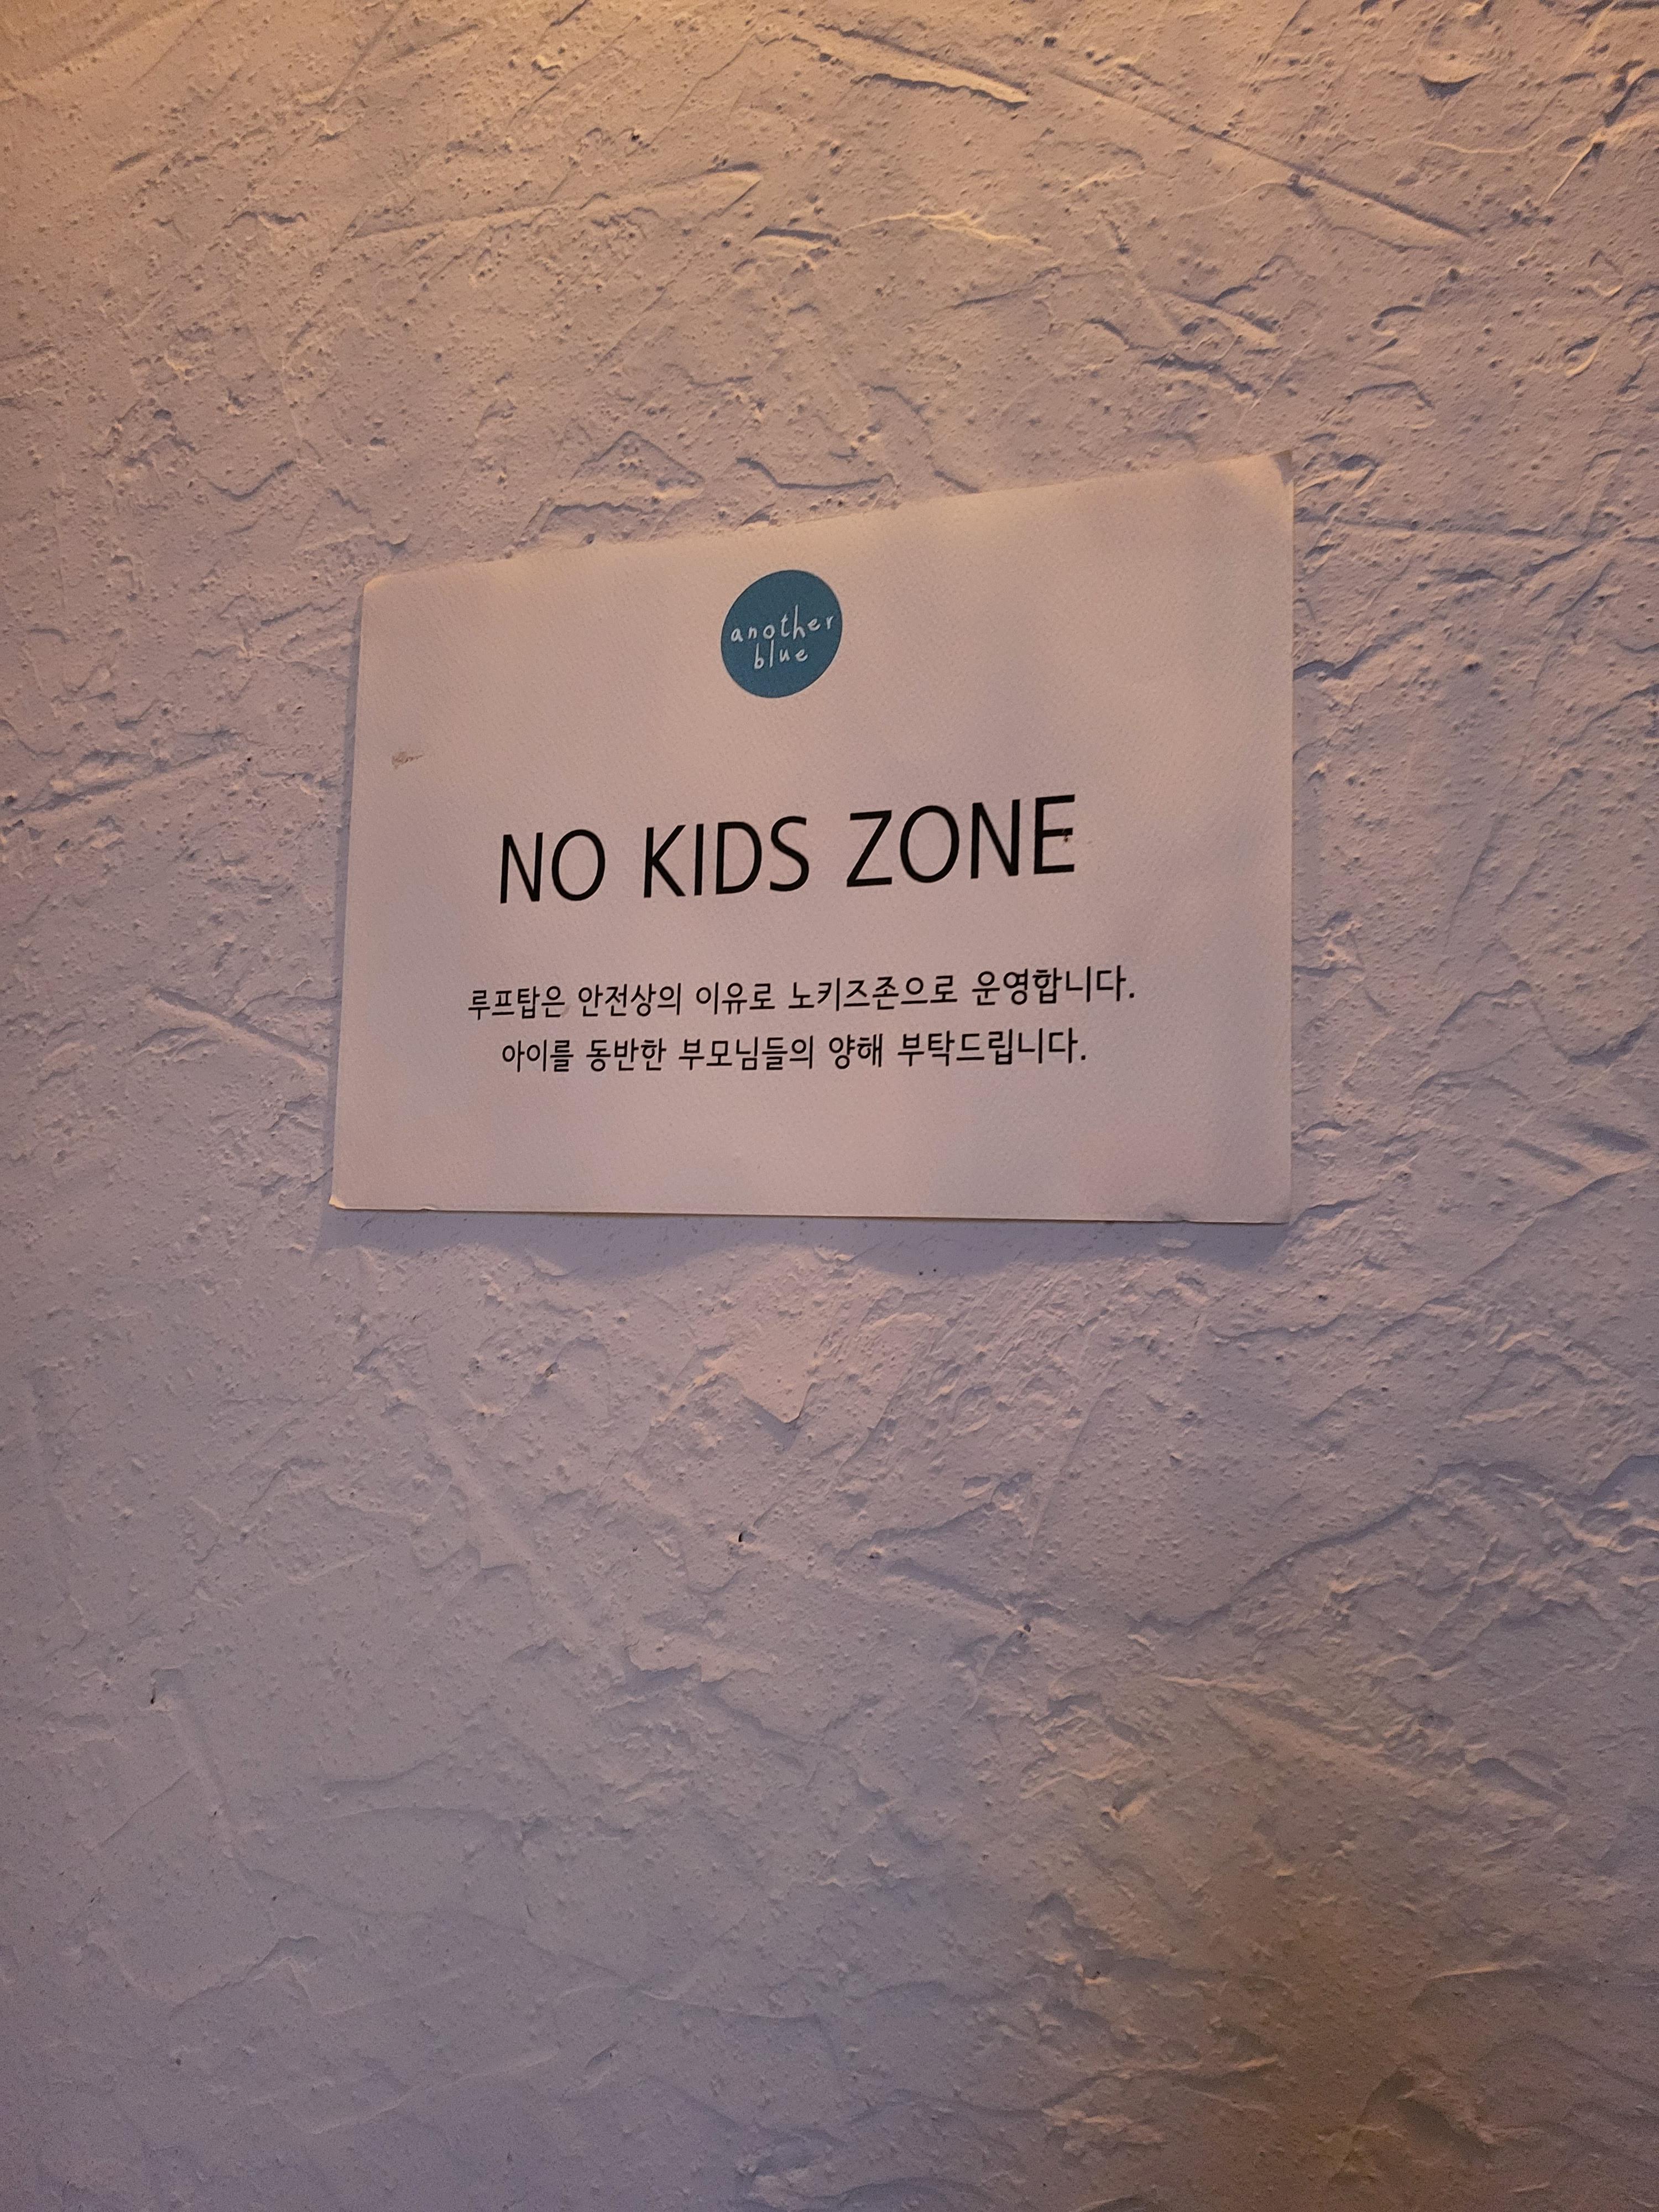 another
blue
NO KIDS ZONE
루프탑은 안전상의 이유로 노키즈존으로 운영합니다.
아이를 동반한 부모님들의 양해 부탁드립니다.